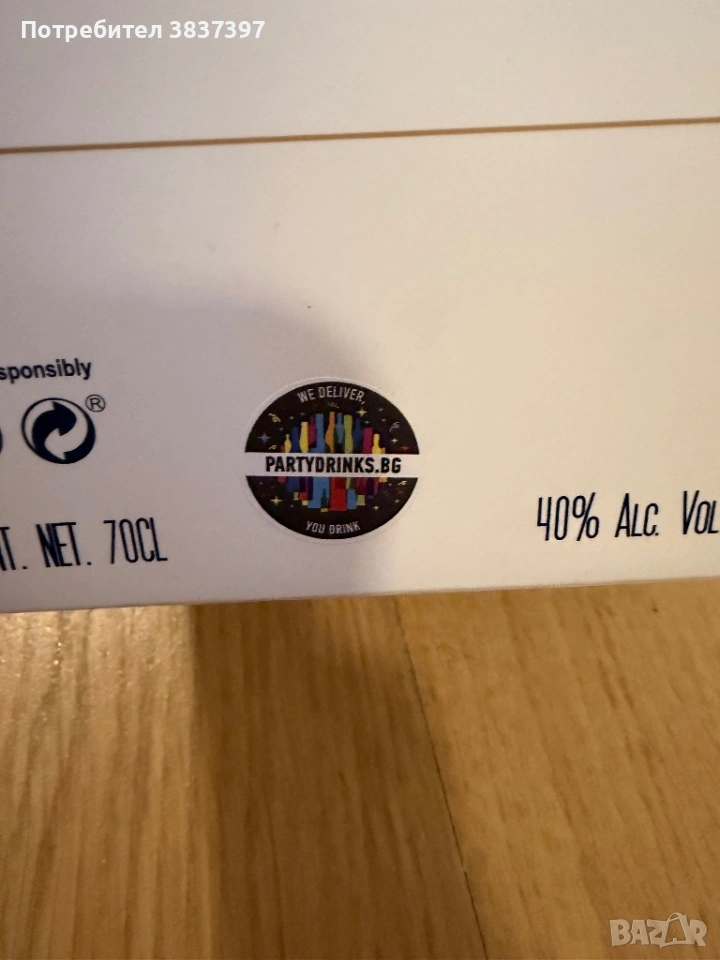 Потребител 3837397
sponsibly
®
WE DELIVER,
PARTYDRINKS.BG
YOU DRINK
T. NET. 70CL
40% ALC. VOL
BAZAR